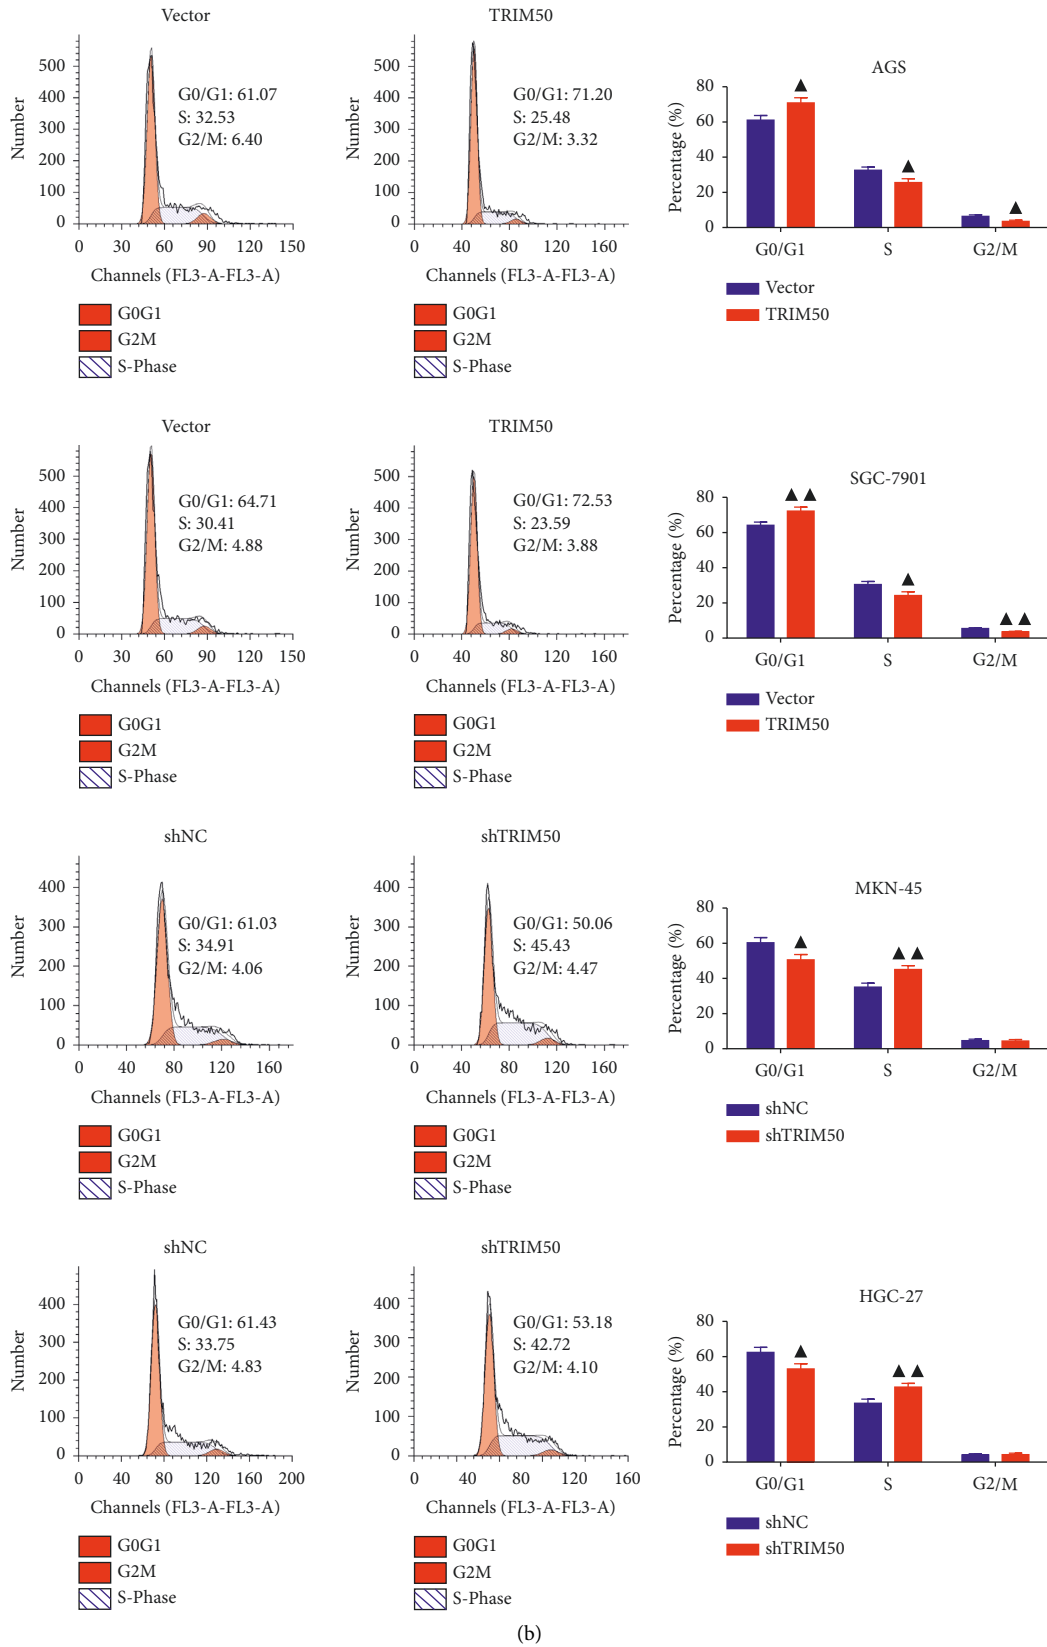 Vector
500
400
300
200
100
0
Number
G0/G1: 61.07
S: 32.53
G2/M: 6.40
0 30 60 90 120 150
Channels (FL3-A-FL3-A)
G0G1
G2M
S-Phase
TRIM50
500
400
300
200
100
0
Number
G0/G1: 71.20
S: 25.48
G2/M: 3.32
0 40 80 120 160
Channels (FL3-A-FL3-A)
G0G1
G2M
S-Phase
AGS
80
60
40
20
0
Percentage (%)
▲ ▲ ▲
G0/G1 S G2/M
Vector
TRIM50
Vector
500
400
300
200
100
0
Number
G0/G1: 64.71
S: 30.41
G2/M: 4.88
0 30 60 90 120 150
Channels (FL3-A-FL3-A)
G0G1
G2M
S-Phase
TRIM50
500
400
300
200
100
0
Number
G0/G1: 72.53
S: 23.59
G2/M: 3.88
0 40 80 120 160
Channels (FL3-A-FL3-A)
G0G1
G2M
S-Phase
SGC-7901
80
60
40
20
0
Percentage (%)
▲▲ ▲ ▲▲
G0/G1 S G2/M
Vector
TRIM50
shNC
400
300
200
100
0
Number
G0/G1: 61.03
S: 34.91
G2/M: 4.06
0 40 80 120 160
Channels (FL3-A-FL3-A)
G0G1
G2M
S-Phase
shTRIM50
400
300
200
100
0
Number
G0/G1: 50.06
S: 45.43
G2/M: 4.47
0 40 80 120 160
Channels (FL3-A-FL3-A)
G0G1
G2M
S-Phase
MKN-45
80
60
40
20
0
Percentage (%)
▲ ▲▲
G0/G1 S G2/M
shNC
shTRIM50
shNC
400
300
200
100
0
Number
G0/G1: 61.43
S: 33.75
G2/M: 4.83
0 40 80 120 160 200
Channels (FL3-A-FL3-A)
G0G1
G2M
S-Phase
shTRIM50
400
300
200
100
0
Number
G0/G1: 53.18
S: 42.72
G2/M: 4.10
0 40 80 120 160
Channels (FL3-A-FL3-A)
G0G1
G2M
S-Phase
HGC-27
80
60
40
20
0
Percentage (%)
▲ ▲▲
G0/G1 S G2/M
shNC
shTRIM50
(b)